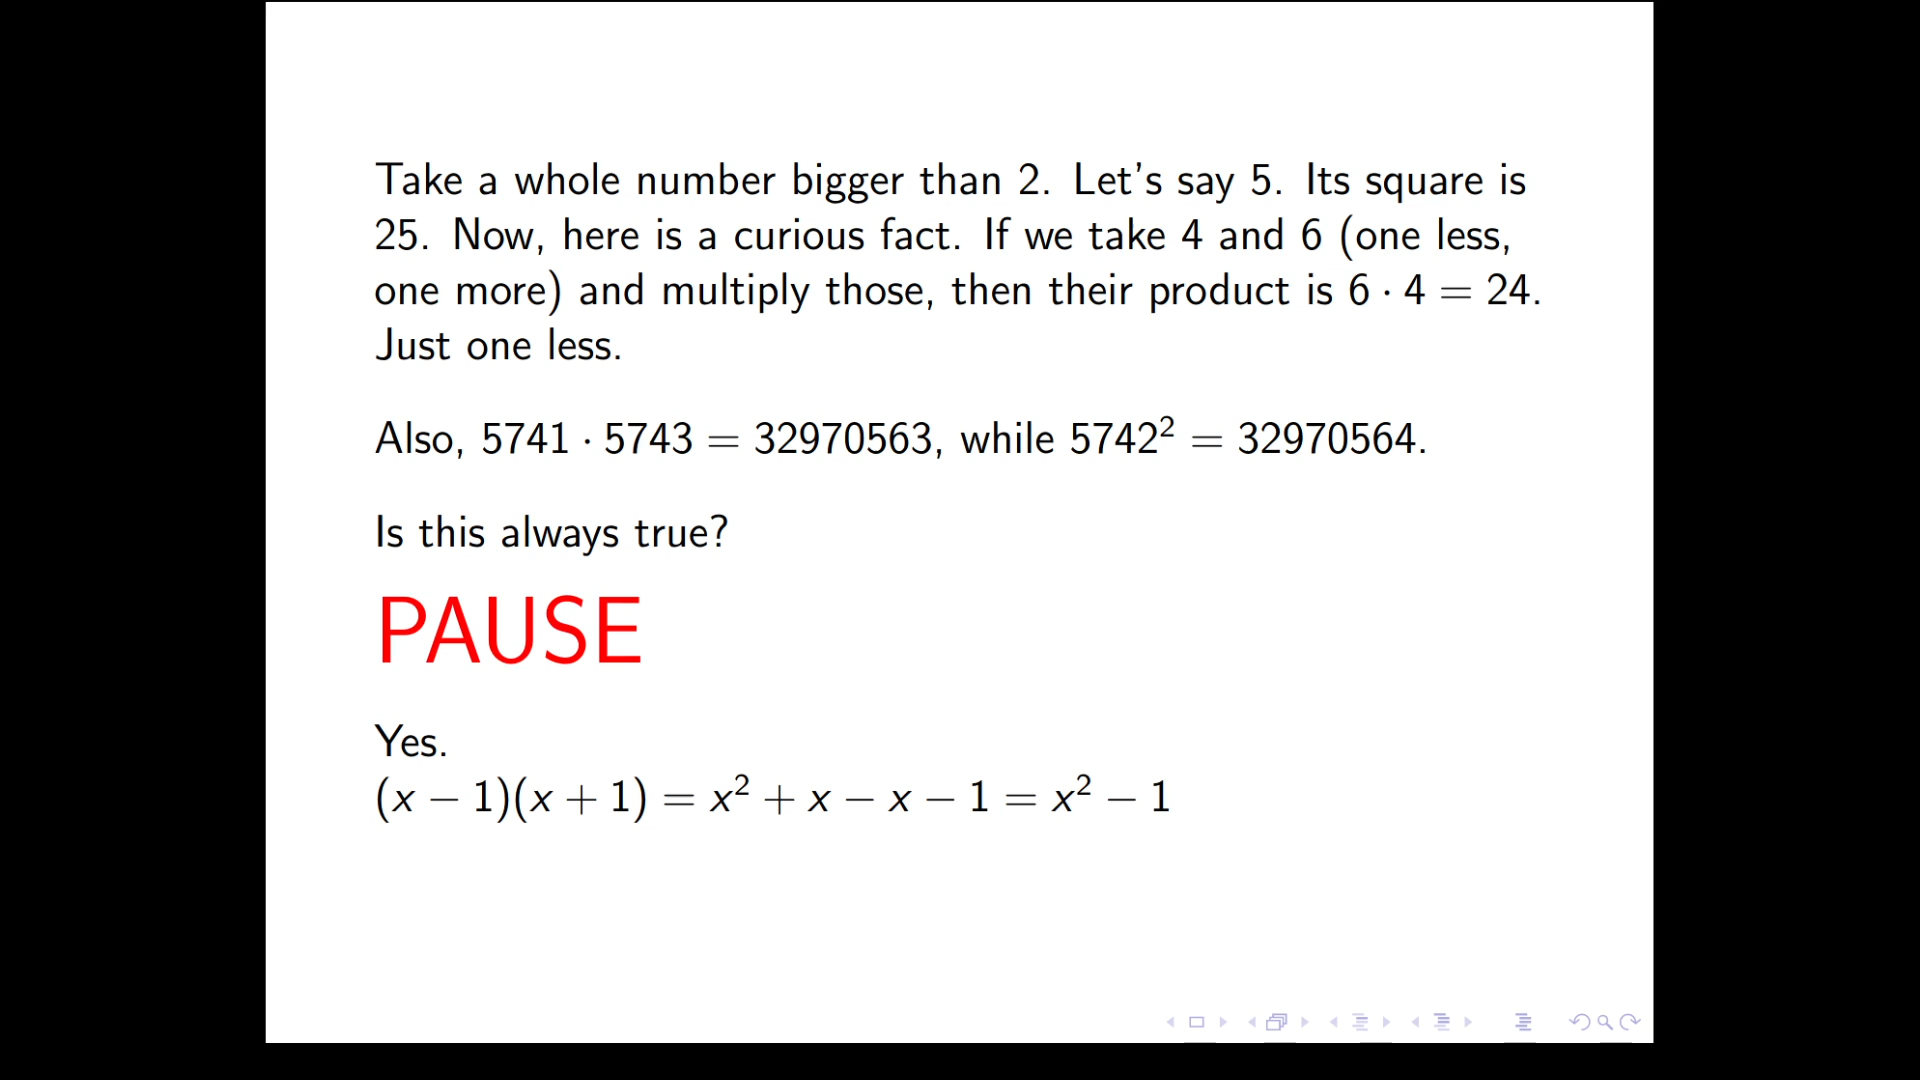 Take a whole number bigger than 2. Let's say 5. Its square is
25. Now, here is a curious fact. If we take 4 and 6 (one less,
one more) and multiply those, then their product is 6 · 4 = 24.
Just one less.
Also, 5741 · 5743 = 32970563, while 5742² = 32970564.
Is this always true?
PAUSE
Yes.
(x − 1)(x + 1) = x² + x − x − 1 = x² − 1